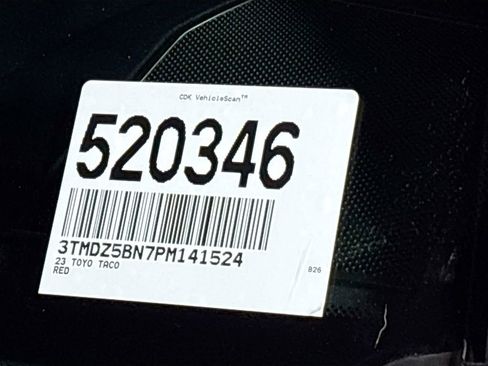 CDK VehicleScan™
520346
3TMDZ5BN7PM141524
23 TOYO TACO
RED
B26